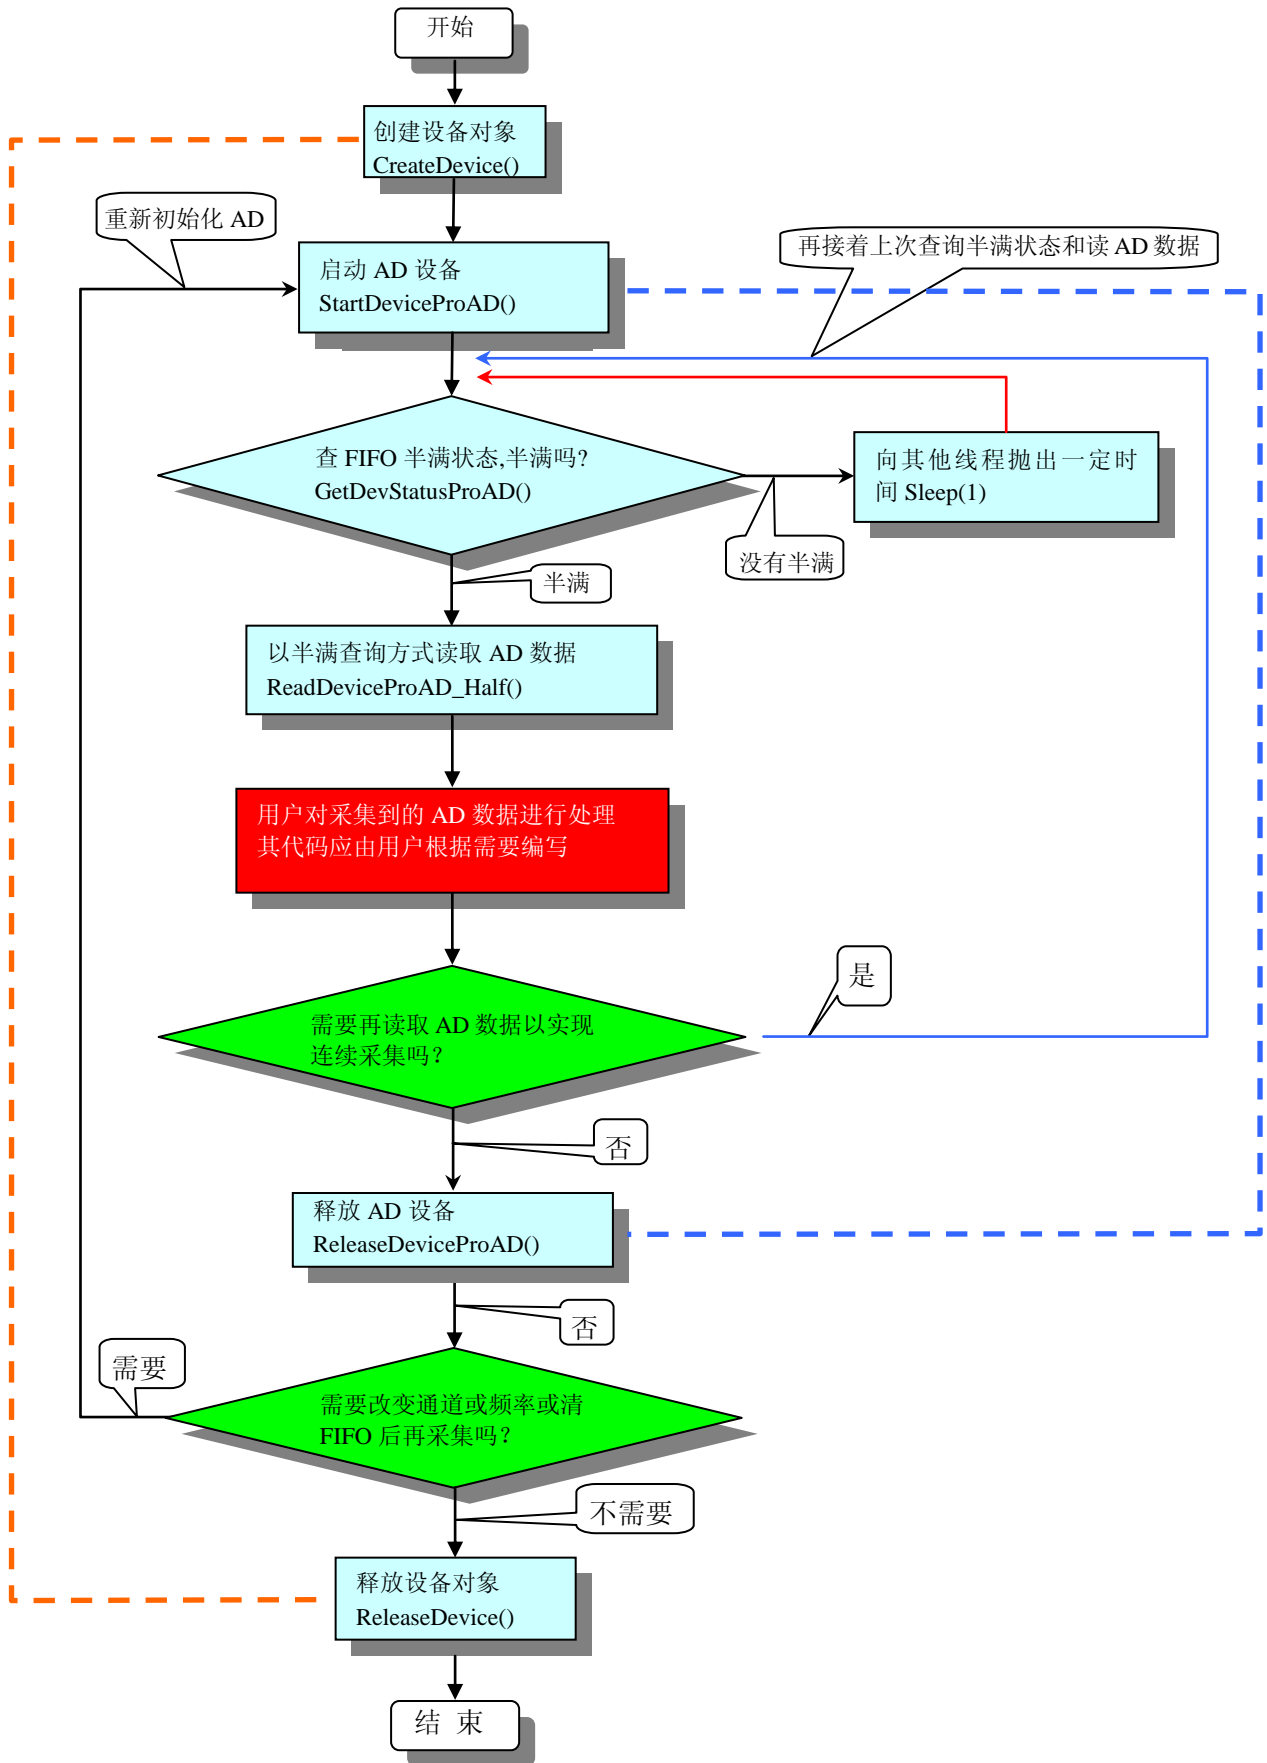 开始
创建设备对象
CreateDevice()
重新初始化 AD
启动 AD 设备
StartDeviceProAD()
再接着上次查询半满状态和读 AD 数据
查 FIFO 半满状态,半满吗?
GetDevStatusProAD()
向其他线程抛出一定时
间 Sleep(1)
没有半满
半满
以半满查询方式读取 AD 数据
ReadDeviceProAD_Half()
用户对采集到的 AD 数据进行处理
其代码应由用户根据需要编写
是
需要再读取 AD 数据以实现
连续采集吗?
否
释放 AD 设备
ReleaseDeviceProAD()
否
需要
需要改变通道或频率或清
FIFO 后再采集吗?
不需要
释放设备对象
ReleaseDevice()
结 束